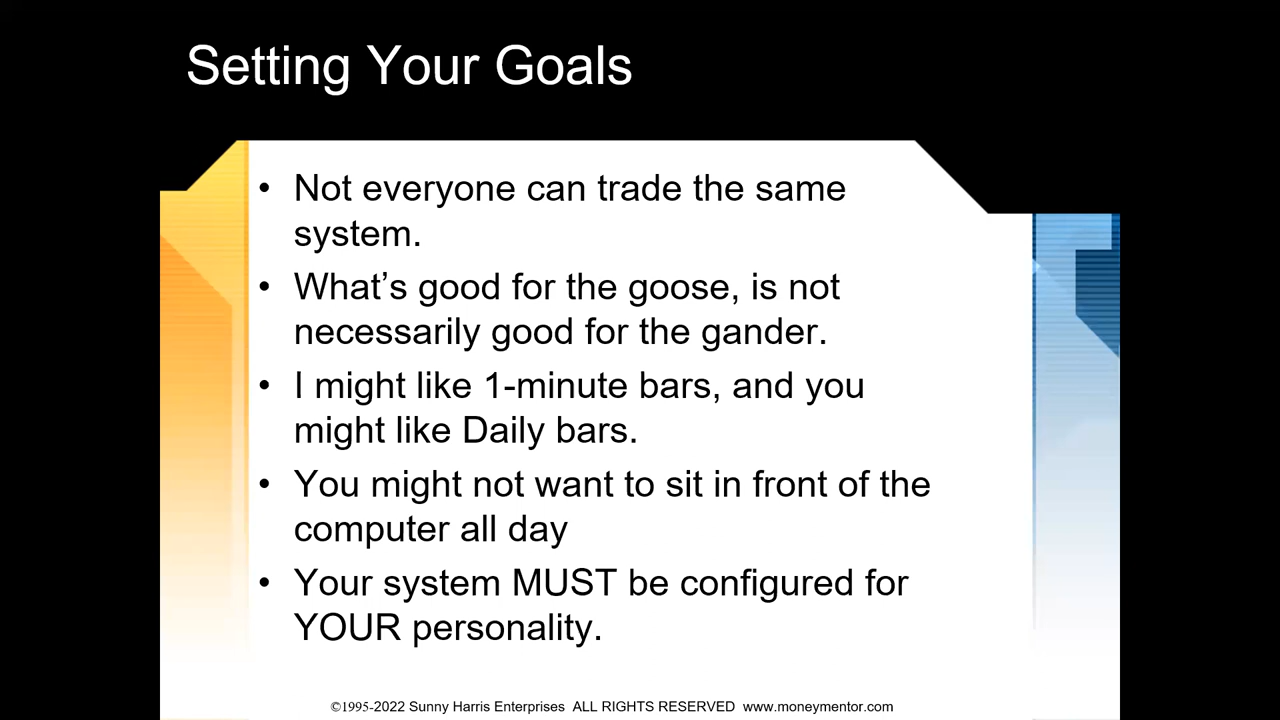 Setting Your Goals
• Not everyone can trade the same
system.
• What’s good for the goose, is not
necessarily good for the gander.
• I might like 1-minute bars, and you
might like Daily bars.
• You might not want to sit in front of the
computer all day
• Your system MUST be configured for
YOUR personality.
©1995-2022 Sunny Harris Enterprises  ALL RIGHTS RESERVED  www.moneymentor.com